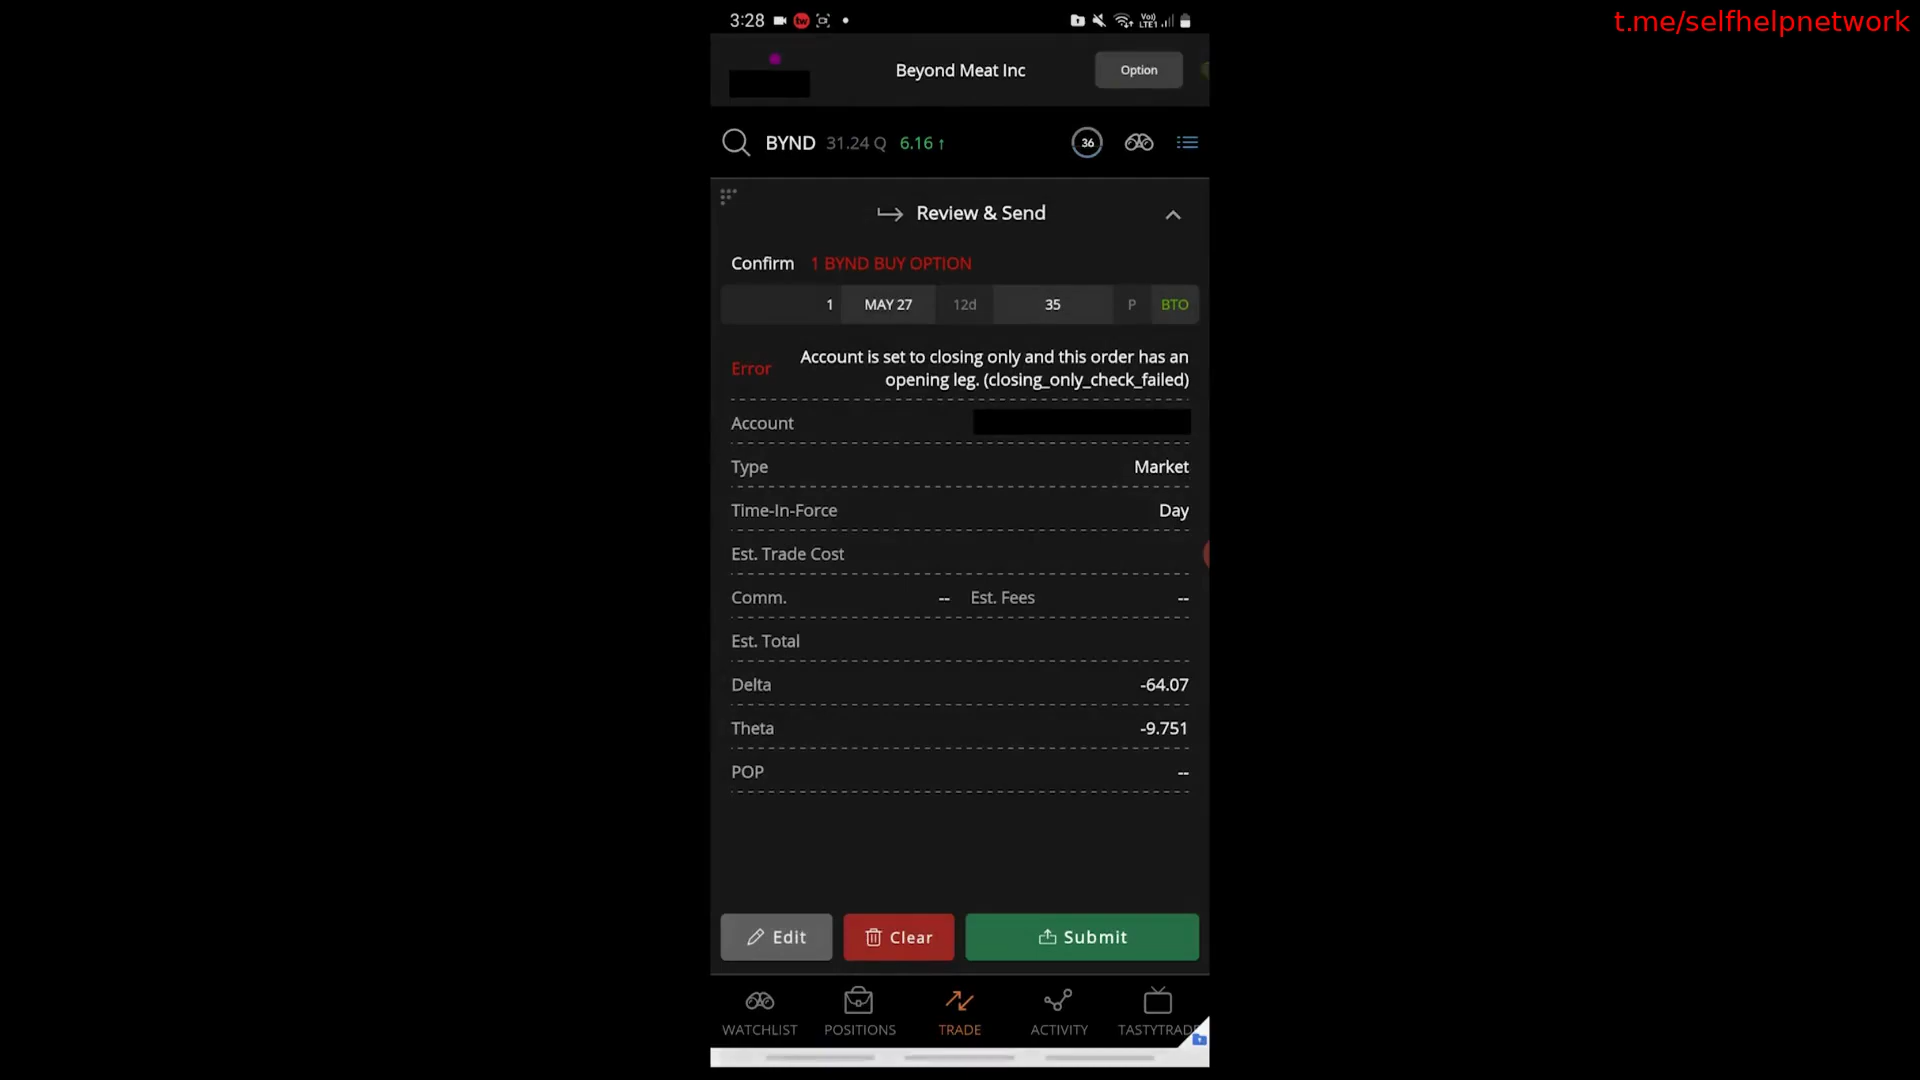 t.me/selfhelpnetwork
3:28 tw Vo) LTE1
Beyond Meat Inc Option
BYND 31.24 Q 6.16 ↑ 36
Review & Send
Confirm 1 BYND BUY OPTION
1 MAY 27 12d 35 P BTO
Error Account is set to closing only and this order has an
opening leg. (closing_only_check_failed)
Account
Type Market
Time-In-Force Day
Est. Trade Cost
Comm. -- Est. Fees --
Est. Total
Delta -64.07
Theta -9.751
POP --
Edit Clear Submit
WATCHLIST POSITIONS TRADE ACTIVITY TASTYTRADE